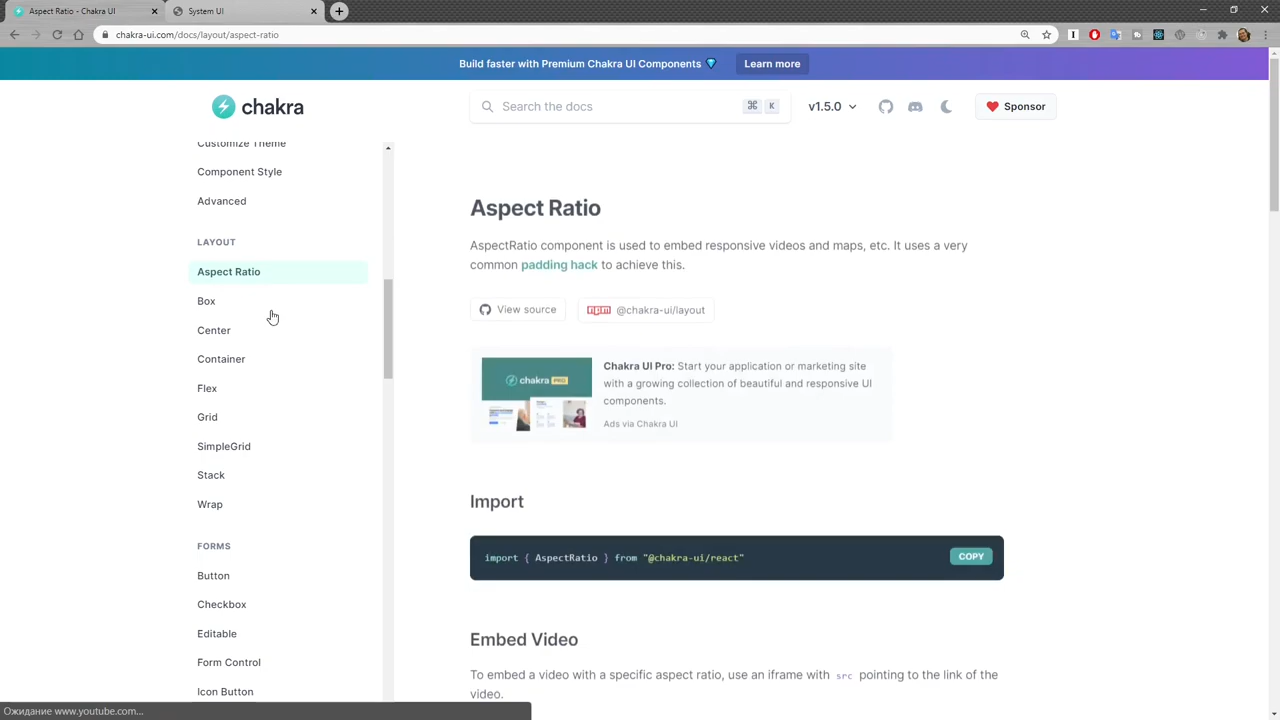 Aspect Ratio - Chakra UI
System UI
chakra-ui.com/docs/layout/aspect-ratio
Build faster with Premium Chakra UI Components
Learn more
chakra
Search the docs
⌘ K
v1.5.0
Sponsor
Customize Theme
Component Style
Advanced
LAYOUT
Aspect Ratio
Box
Center
Container
Flex
Grid
SimpleGrid
Stack
Wrap
FORMS
Button
Checkbox
Editable
Form Control
Icon Button
Aspect Ratio
AspectRatio component is used to embed responsive videos and maps, etc. It uses a very
common padding hack to achieve this.
View source
@chakra-ui/layout
chakra PRO
Chakra UI Pro: Start your application or marketing site
with a growing collection of beautiful and responsive UI
components.
Ads via Chakra UI
Import
import { AspectRatio } from "@chakra-ui/react"
COPY
Embed Video
To embed a video with a specific aspect ratio, use an iframe with src pointing to the link of the
video.
Ожидание www.youtube.com...